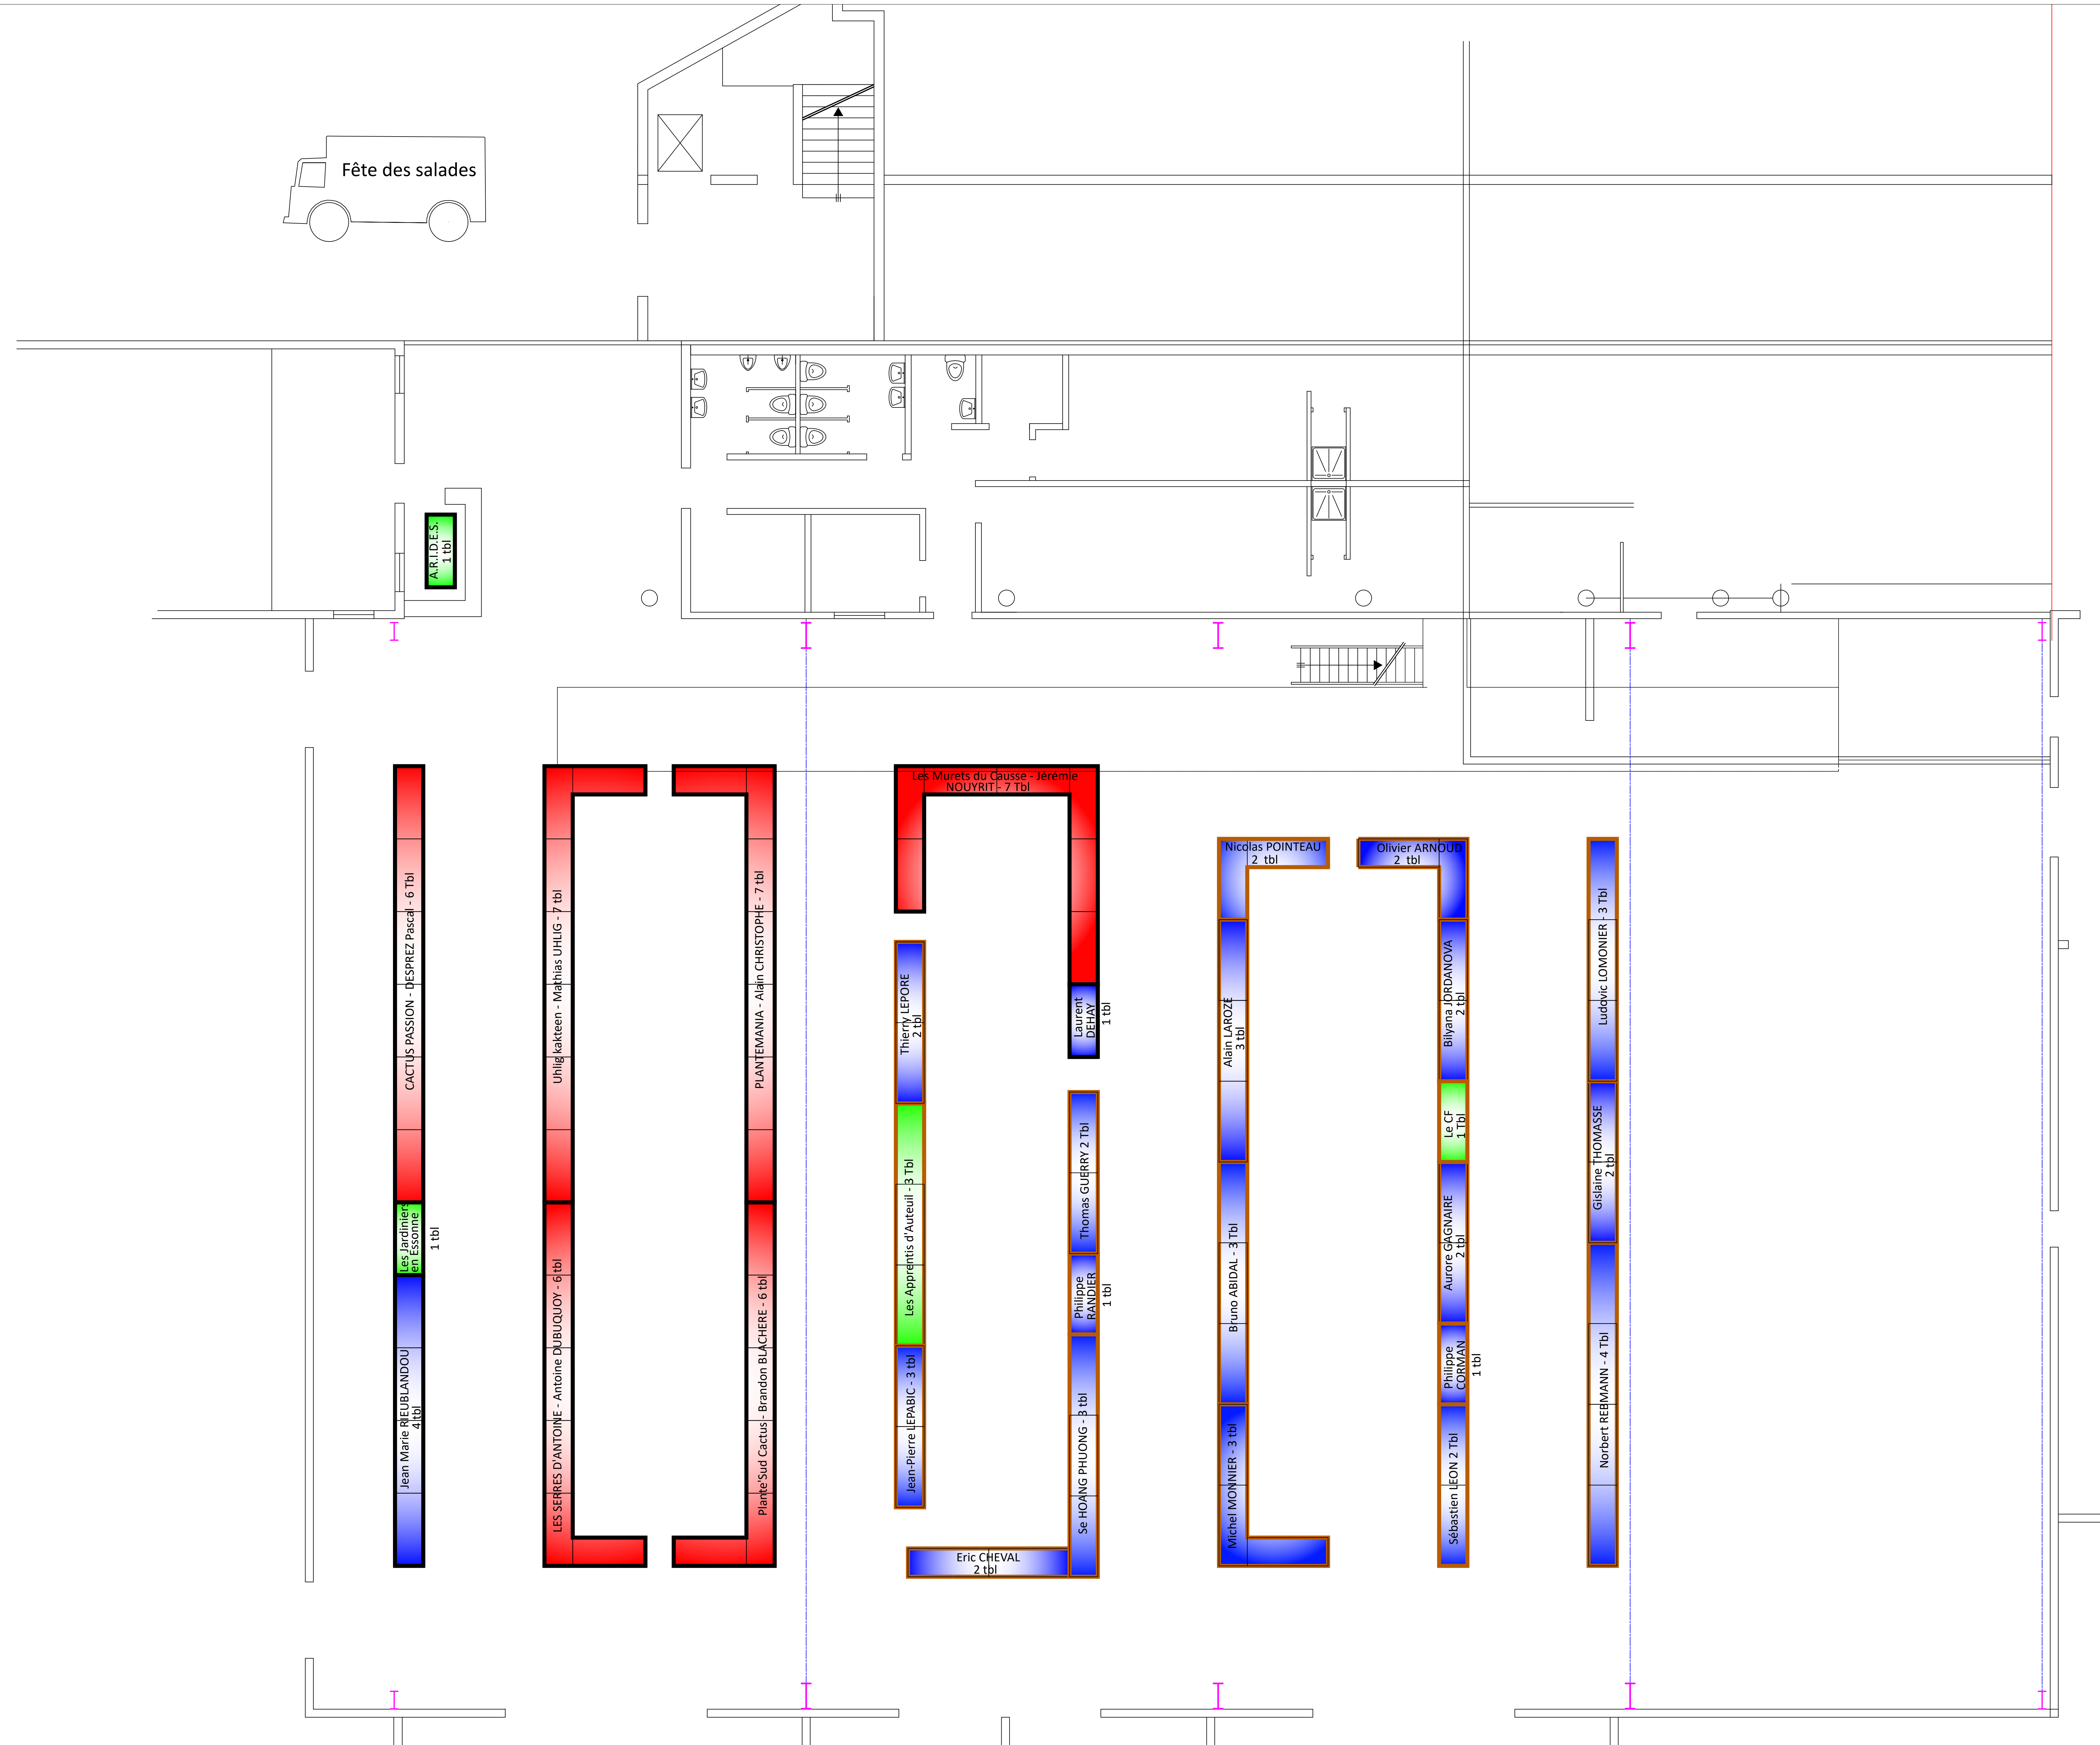 Fête des salades
A.R.I.D.E.S.
1 tbl
CACTUS PASSION - DESPREZ Pascal - 6 Tbl
Les Jardiniers
en Essonne
1 tbl
Jean Marie RIEUBLANDOU
4 tbl
Uhlig kakteen - Mathias UHLIG - 7 tbl
LES SERRES D'ANTOINE - Antoine DUBUQUOY - 6 tbl
PLANTEMANIA - Alain CHRISTOPHE - 7 tbl
Plante'Sud Cactus - Brandon BLACHERE - 6 tbl
Les Murets du Causse - Jérémie
NOUYRIT - 7 Tbl
Thierry LEPORE
2 tbl
Les Apprentis d'Auteuil - 3 Tbl
Jean-Pierre LEPABIC - 3 tbl
Laurent
DEHAY
1 tbl
Thomas GUERRY 2 Tbl
Philippe
RANDIER
1 tbl
Se HOANG PHUONG - 3 tbl
Eric CHEVAL
2 tbl
Nicolas POINTEAU
2 tbl
Alain LAROZE
3 tbl
Bruno ABIDAL - 3 Tbl
Michel MONNIER - 3 tbl
Olivier ARNOUD
2 tbl
Bilyana JORDANOVA
2 tbl
Le CF
1 Tbl
Aurore GAGNAIRE
2 tbl
Philippe
CORMAN
1 tbl
Sébastien LEON 2 Tbl
Ludovic LOMONIER - 3 Tbl
Gislaine THOMASSE
2 tbl
Norbert REBMANN - 4 Tbl